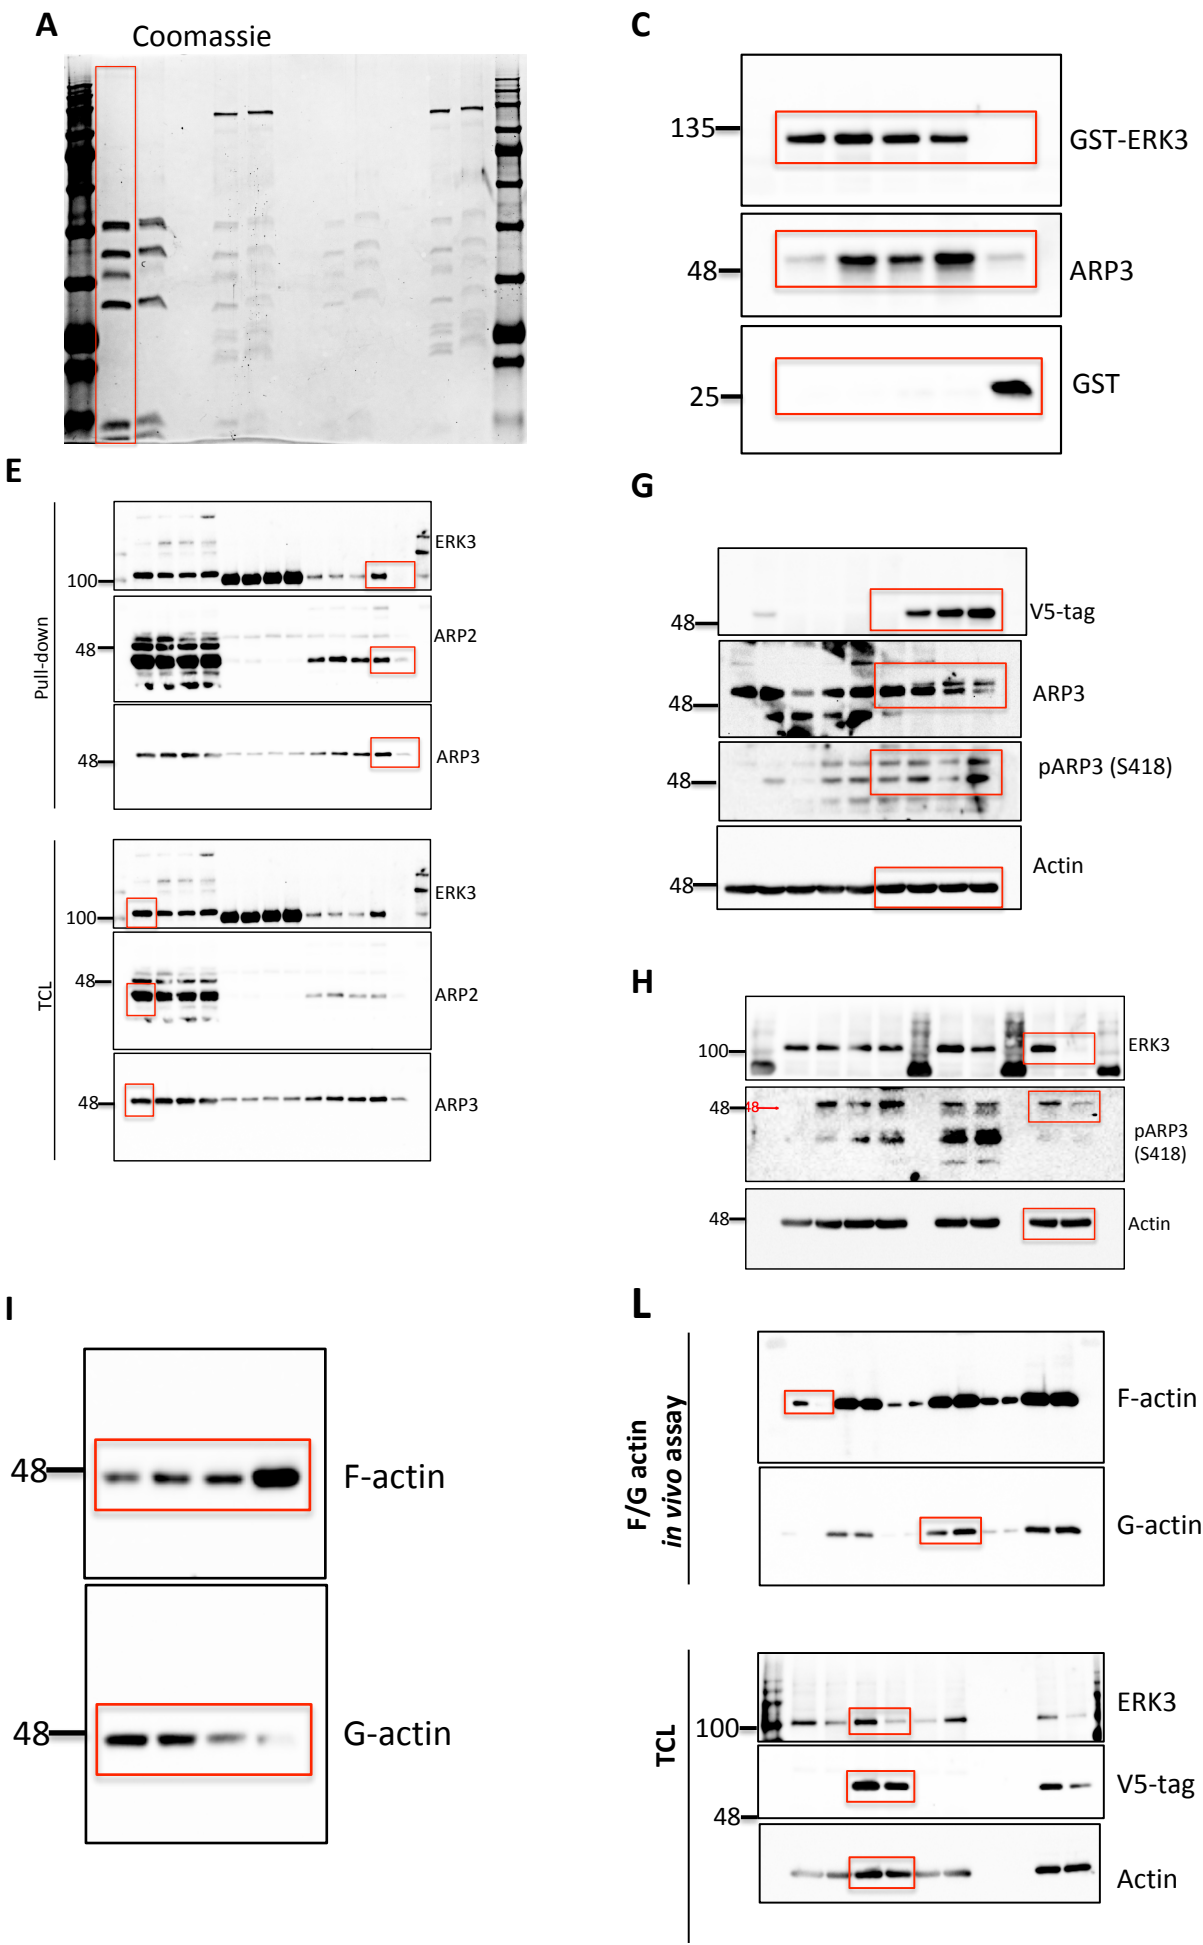 A
Coomassie
C
135
GST-ERK3
48
ARP3
25
GST
E
Pull-down
100
ERK3
48
ARP2
48
ARP3
TCL
100
ERK3
48
ARP2
48
ARP3
G
48
V5-tag
48
ARP3
48
pARP3 (S418)
48
Actin
H
100
ERK3
48
48
pARP3
(S418)
48
Actin
I
48
F-actin
48
G-actin
L
F/G actin
in vivo assay
F-actin
G-actin
TCL
100
ERK3
V5-tag
48
Actin